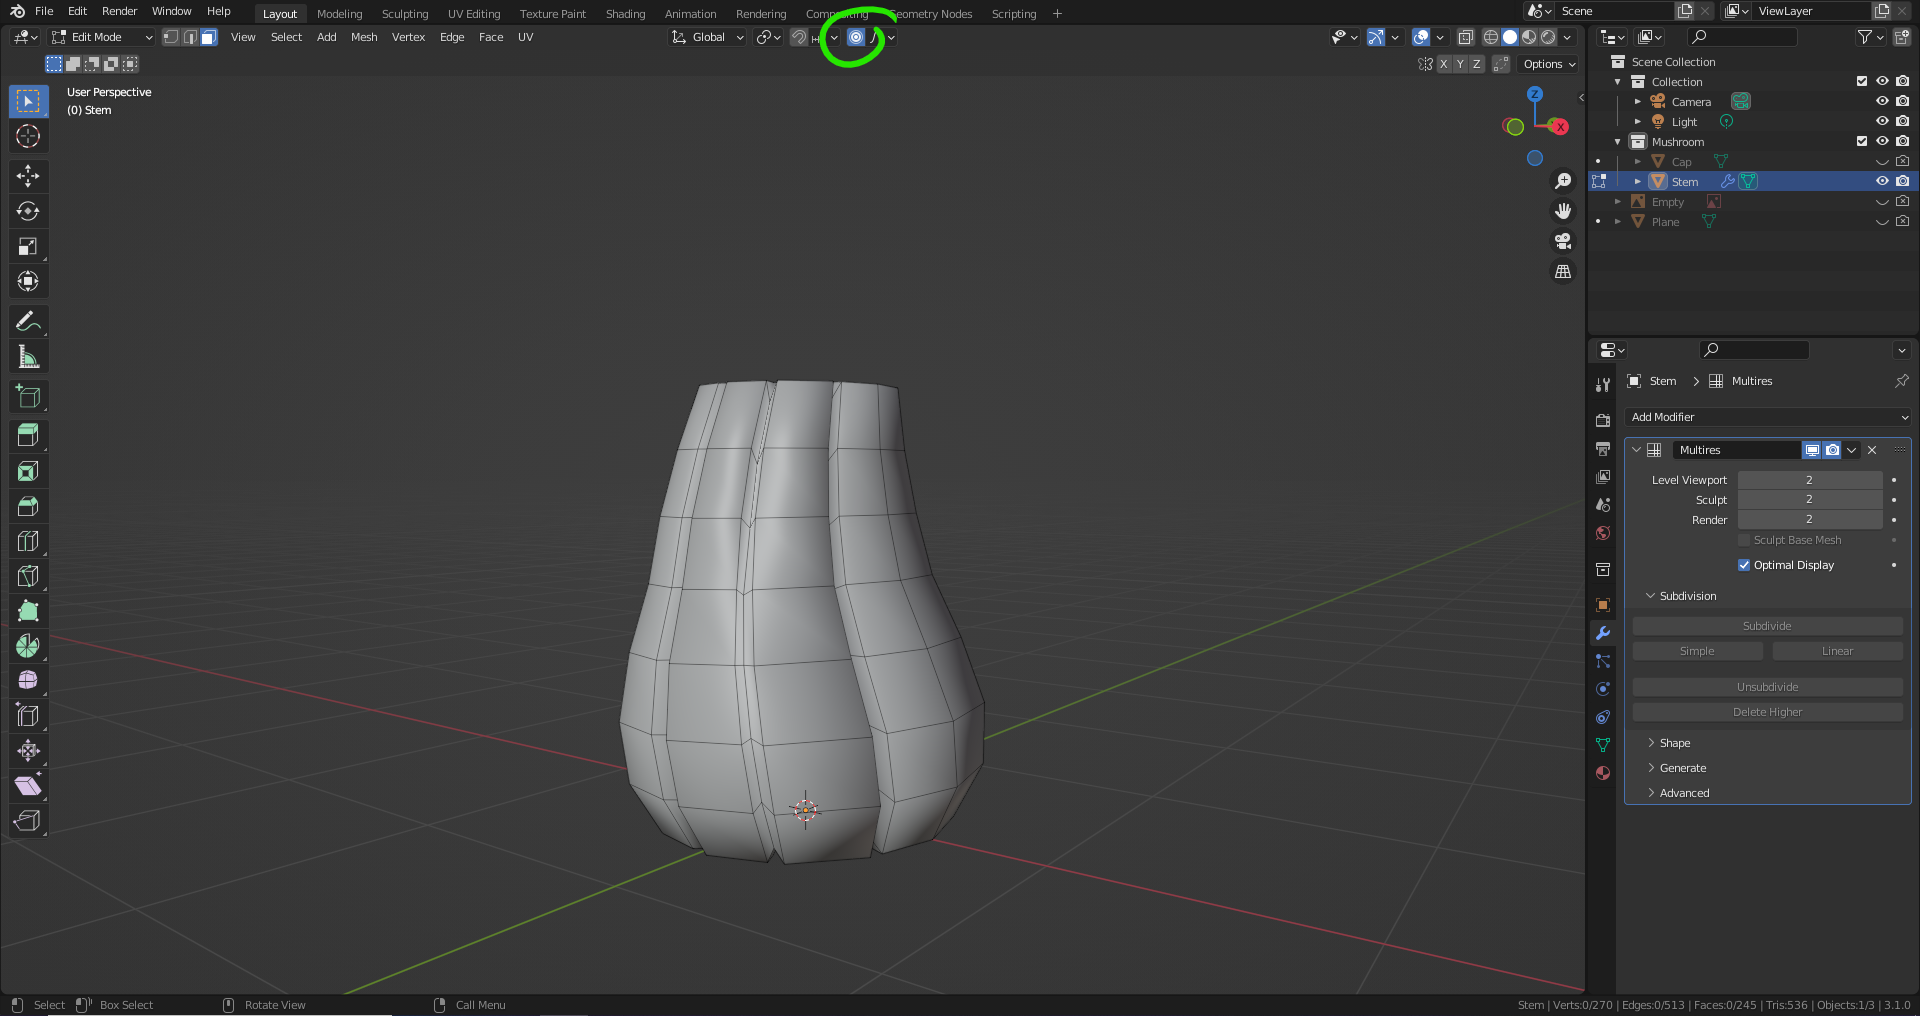 File Edit Render Window Help Layout Modeling Sculpting UV Editing Texture Paint Shading Animation Rendering Compositing Geometry Nodes Scripting + Scene ViewLayer
Edit Mode View Select Add Mesh Vertex Edge Face UV Global
X Y Z Options
User Perspective
(0) Stem
Z
X
Scene Collection
Collection
Camera
Light
Mushroom
Cap
Stem
Empty
Plane
Stem > Multires
Add Modifier
Multires
Level Viewport 2
Sculpt 2
Render 2
Sculpt Base Mesh
Optimal Display
Subdivision
Subdivide
Simple Linear
Unsubdivide
Delete Higher
Shape
Generate
Advanced
Select Box Select Rotate View Call Menu Stem | Verts:0/270 | Edges:0/513 | Faces:0/245 | Tris:536 | Objects:1/3 | 3.1.0